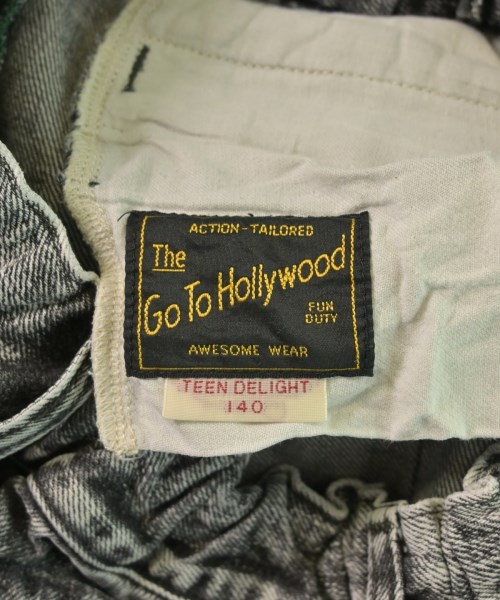 ACTION-TAILORED
The
Go To Hollywood
FUN
DUTY
AWESOME WEAR
TEEN DELIGHT
140